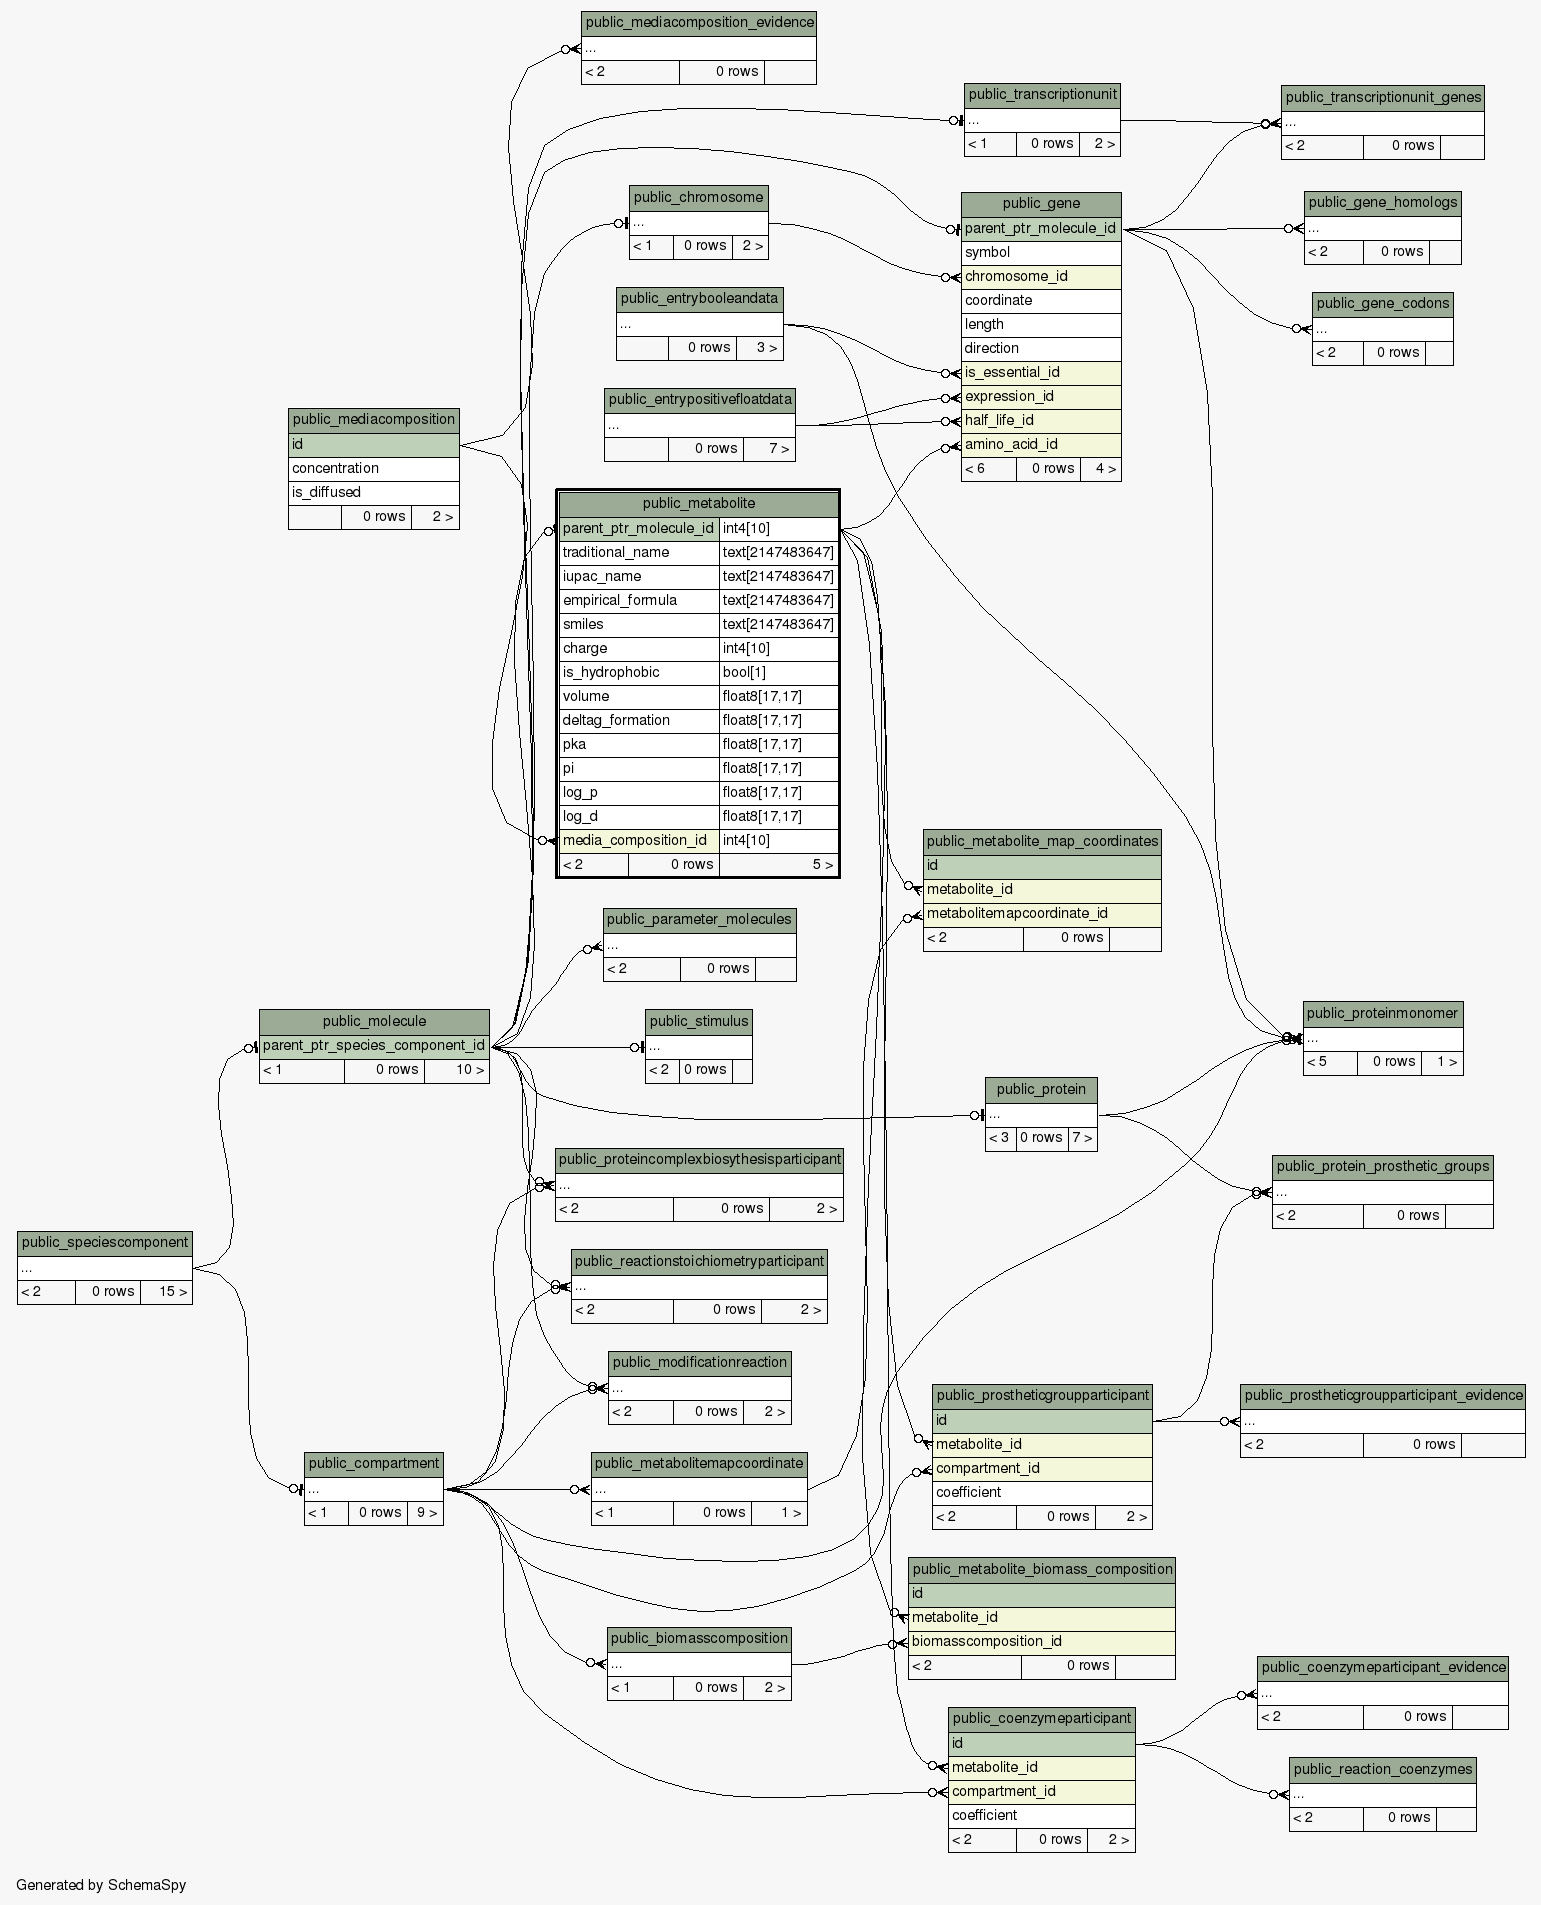 public_mediacomposition_evidence
...
< 2 0 rows
public_transcriptionunit
...
< 1 0 rows 2 >
public_transcriptionunit_genes
...
< 2 0 rows
public_chromosome
...
< 1 0 rows 2 >
public_gene
parent_ptr_molecule_id
symbol
chromosome_id
coordinate
length
direction
is_essential_id
expression_id
half_life_id
amino_acid_id
< 6 0 rows 4 >
public_gene_homologs
...
< 2 0 rows
public_gene_codons
...
< 2 0 rows
public_entrybooleandata
...
0 rows 3 >
public_entrypositivefloatdata
...
0 rows 7 >
public_mediacomposition
id
concentration
is_diffused
0 rows 2 >
public_metabolite
parent_ptr_molecule_id int4[10]
traditional_name text[2147483647]
iupac_name text[2147483647]
empirical_formula text[2147483647]
smiles text[2147483647]
charge int4[10]
is_hydrophobic bool[1]
volume float8[17,17]
deltag_formation float8[17,17]
pka float8[17,17]
pi float8[17,17]
log_p float8[17,17]
log_d float8[17,17]
media_composition_id int4[10]
< 2 0 rows 5 >
public_metabolite_map_coordinates
id
metabolite_id
metabolitemapcoordinate_id
< 2 0 rows
public_parameter_molecules
...
< 2 0 rows
public_molecule
parent_ptr_species_component_id
< 1 0 rows 10 >
public_stimulus
...
< 2 0 rows
public_proteinmonomer
...
< 5 0 rows 1 >
public_protein
...
< 3 0 rows 7 >
public_proteincomplexbiosythesisparticipant
...
< 2 0 rows 2 >
public_protein_prosthetic_groups
...
< 2 0 rows
public_speciescomponent
...
< 2 0 rows 15 >
public_reactionstoichiometryparticipant
...
< 2 0 rows 2 >
public_modificationreaction
...
< 2 0 rows 2 >
public_prostheticgroupparticipant
id
metabolite_id
compartment_id
coefficient
< 2 0 rows 2 >
public_prostheticgroupparticipant_evidence
...
< 2 0 rows
public_compartment
...
< 1 0 rows 9 >
public_metabolitemapcoordinate
...
< 1 0 rows 1 >
public_metabolite_biomass_composition
id
metabolite_id
biomasscomposition_id
< 2 0 rows
public_biomasscomposition
...
< 1 0 rows 2 >
public_coenzymeparticipant_evidence
...
< 2 0 rows
public_coenzymeparticipant
id
metabolite_id
compartment_id
coefficient
< 2 0 rows 2 >
public_reaction_coenzymes
...
< 2 0 rows
Generated by SchemaSpy